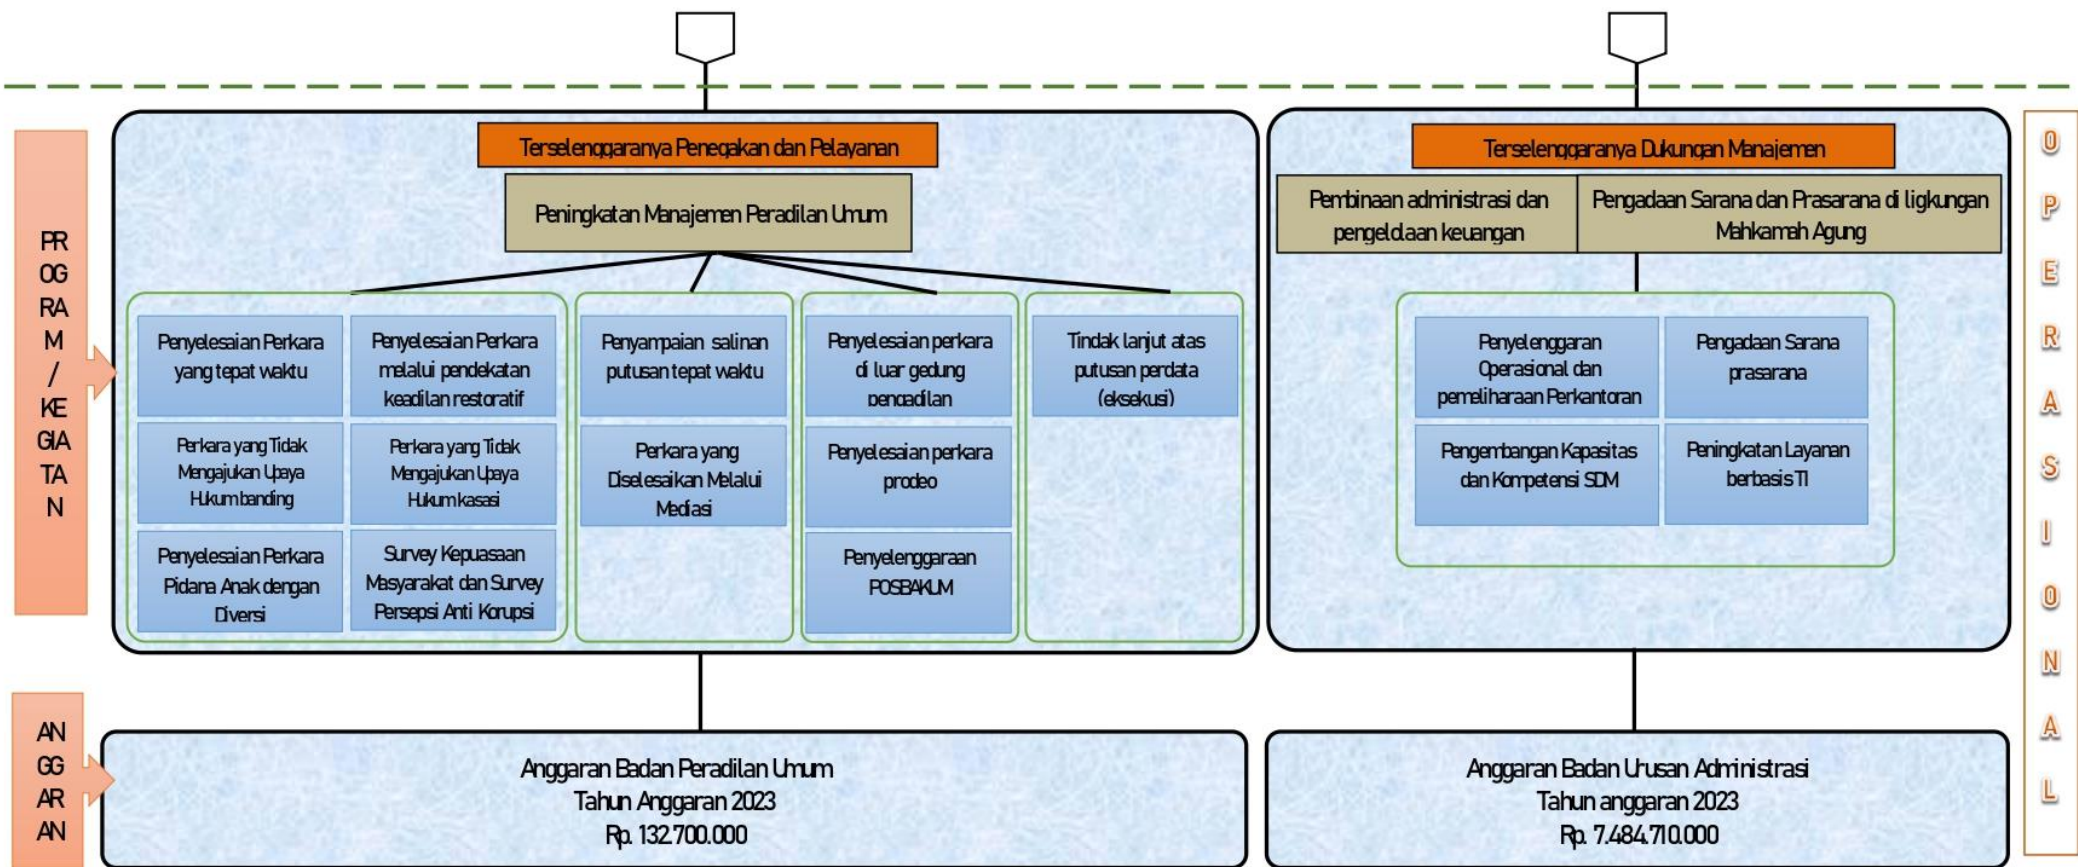 PR
OG
RA
M
/
KE
GIA
TA
N
Terselenggaranya Penegakan dan Pelayanan
Peningkatan Manajemen Peradilan Umum
Penyelesaian Perkara
yang tepat waktu
Penyelesaian Perkara
melalui pendekatan
keadilan restoratif
Penyampaian salinan
putusan tepat waktu
Penyelesaian perkara
di luar gedung
pengadilan
Tindak lanjut atas
putusan perdata
(eksekusi)
Perkara yang Tidak
Mengajukan Upaya
Hukum banding
Perkara yang Tidak
Mengajukan Upaya
Hukum kasasi
Perkara yang
Diselesaikan Melalui
Mediasi
Penyelesaian perkara
prodeo
Penyelesaian Perkara
Pidana Anak dengan
Diversi
Survey Kepuasaan
Masyarakat dan Survey
Persepsi Anti Korupsi
Penyelenggaraan
POSBAKUM
Terselenggaranya Dukungan Manajemen
Pembinaan administrasi dan
pengelolaan keuangan
Pengadaan Sarana dan Prasarana di ligkungan
Mahkamah Agung
Penyelenggaran
Operasional dan
pemeliharaan Perkantoran
Pengadaan Sarana
prasarana
Pengembangan Kapasitas
dan Kompetensi SDM
Peningkatan Layanan
berbasis TI
O
P
E
R
A
S
I
O
N
A
L
AN
GG
AR
AN
Anggaran Badan Peradilan Umum
Tahun Anggaran 2023
Rp. 132.700.000
Anggaran Badan Urusan Administrasi
Tahun anggaran 2023
Rp. 7.484.710.000